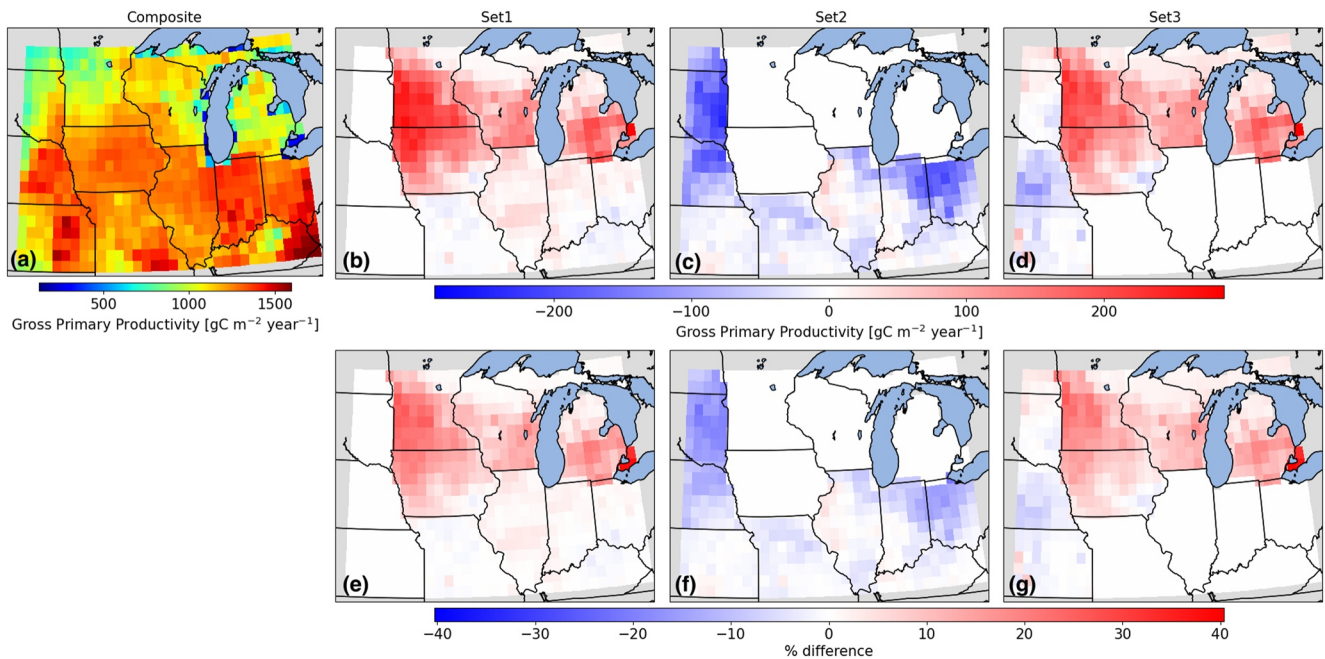 Composite
Set1
Set2
Set3
(a)
(b)
(c)
(d)
500 1000 1500
Gross Primary Productivity [gC m⁻² year⁻¹]
−200 −100 0 100 200
Gross Primary Productivity [gC m⁻² year⁻¹]
(e)
(f)
(g)
−40 −30 −20 −10 0 10 20 30 40
% difference